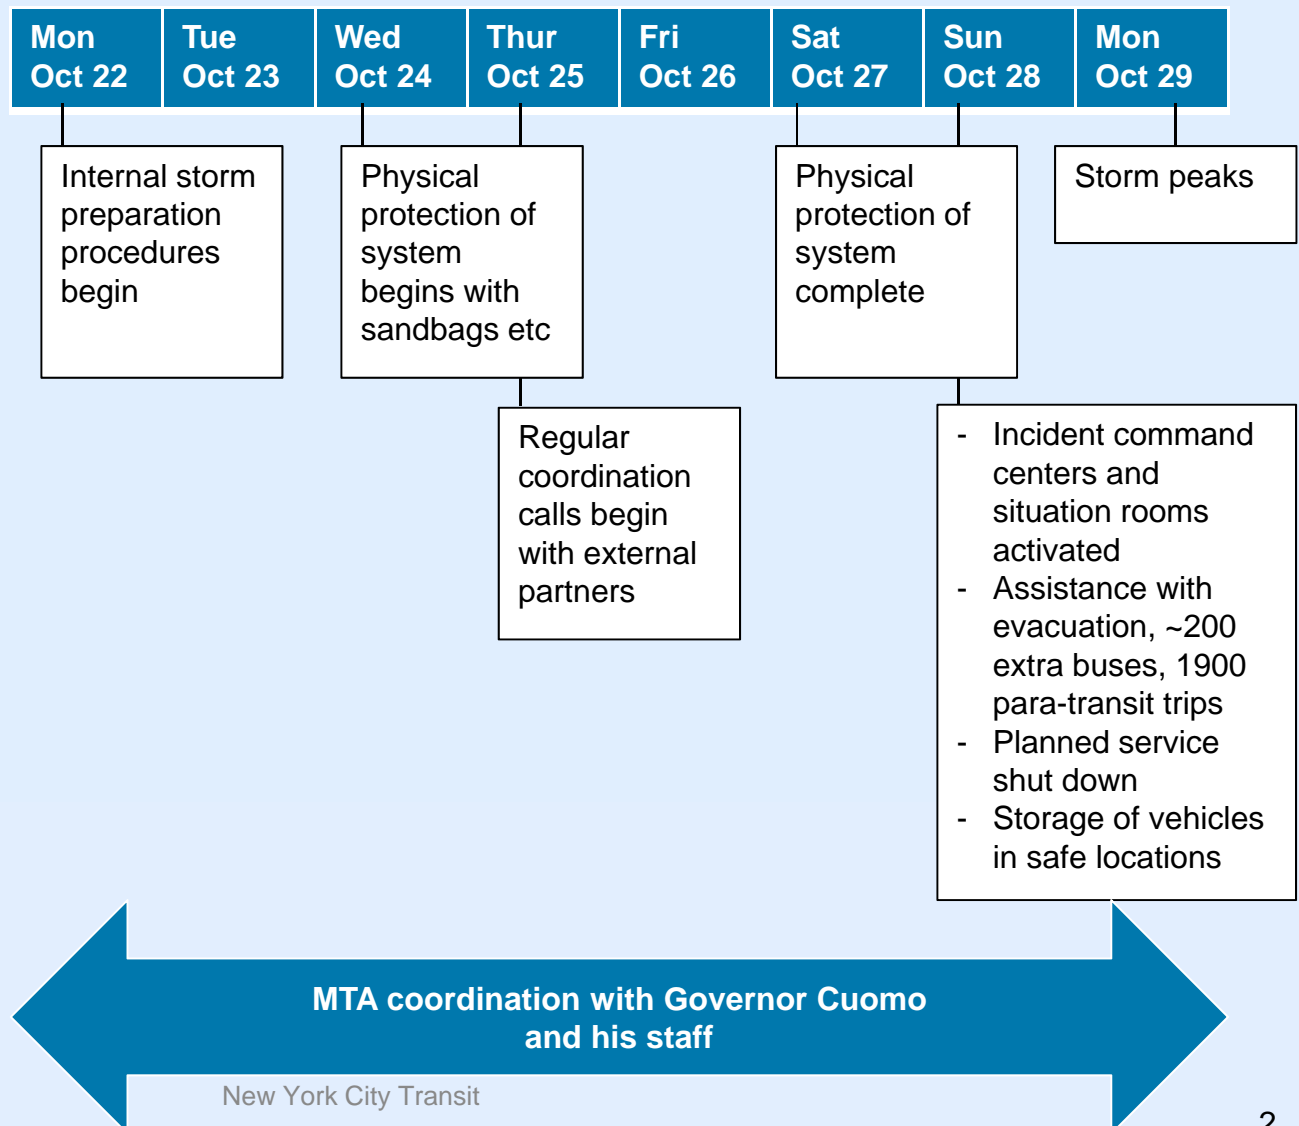 Mon
Oct 22
Tue
Oct 23
Wed
Oct 24
Thur
Oct 25
Fri
Oct 26
Sat
Oct 27
Sun
Oct 28
Mon
Oct 29
Internal storm
preparation
procedures
begin
Physical
protection of
system
begins with
sandbags etc
Physical
protection of
system
complete
Storm peaks
Regular
coordination
calls begin
with external
partners
- Incident command
centers and
situation rooms
activated
- Assistance with
evacuation, ~200
extra buses, 1900
para-transit trips
- Planned service
shut down
- Storage of vehicles
in safe locations
MTA coordination with Governor Cuomo
and his staff
New York City Transit
2